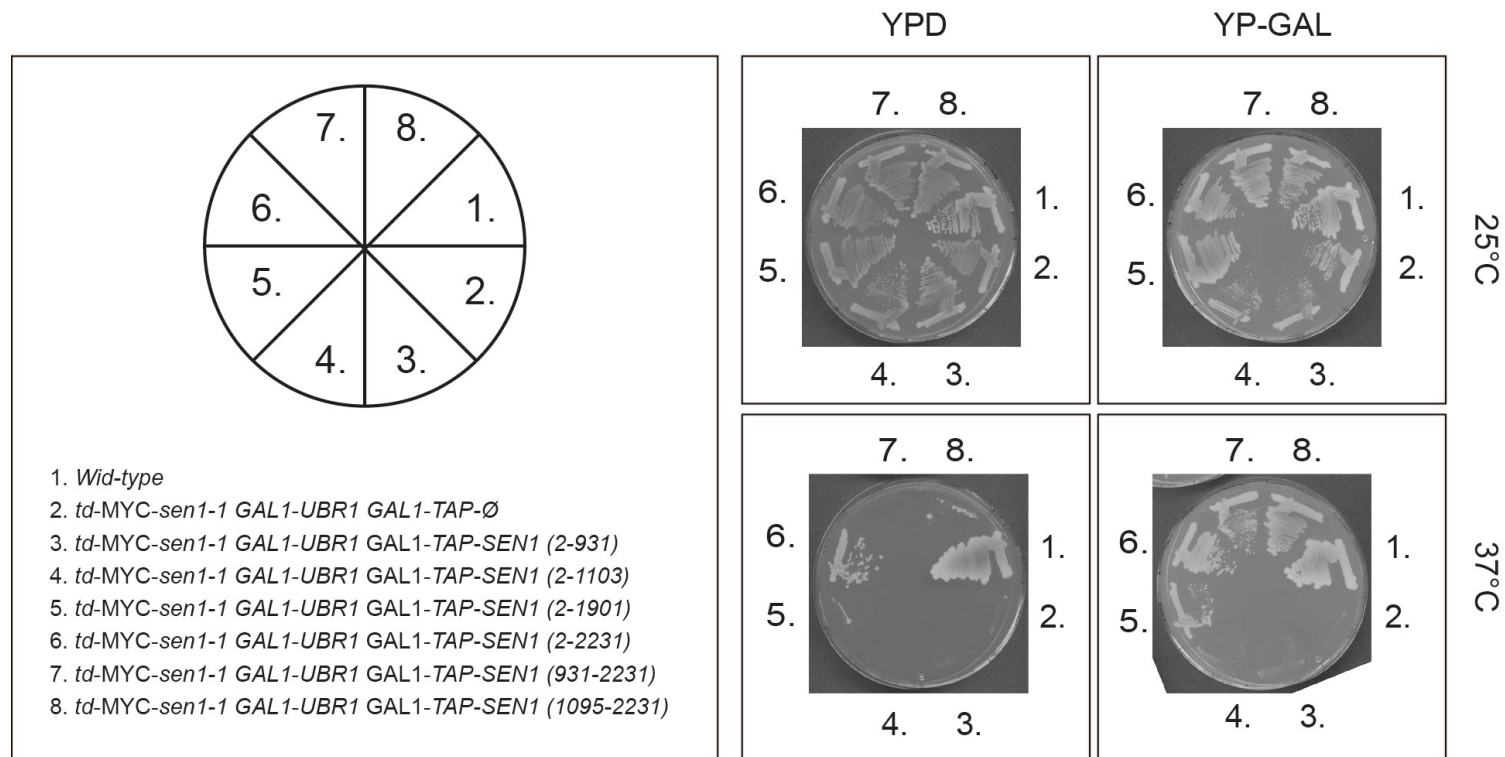 YPD YP-GAL
7. 8.
6. 1.
5. 2.
4. 3.
1. Wid-type
2. td-MYC-sen1-1 GAL1-UBR1 GAL1-TAP-Ø
3. td-MYC-sen1-1 GAL1-UBR1 GAL1-TAP-SEN1 (2-931)
4. td-MYC-sen1-1 GAL1-UBR1 GAL1-TAP-SEN1 (2-1103)
5. td-MYC-sen1-1 GAL1-UBR1 GAL1-TAP-SEN1 (2-1901)
6. td-MYC-sen1-1 GAL1-UBR1 GAL1-TAP-SEN1 (2-2231)
7. td-MYC-sen1-1 GAL1-UBR1 GAL1-TAP-SEN1 (931-2231)
8. td-MYC-sen1-1 GAL1-UBR1 GAL1-TAP-SEN1 (1095-2231)
7. 8.
6. 1.
5. 2.
4. 3.
7. 8.
6. 1.
5. 2.
4. 3.
25°C
7. 8.
6. 1.
5. 2.
4. 3.
7. 8.
6. 1.
5. 2.
4. 3.
37°C